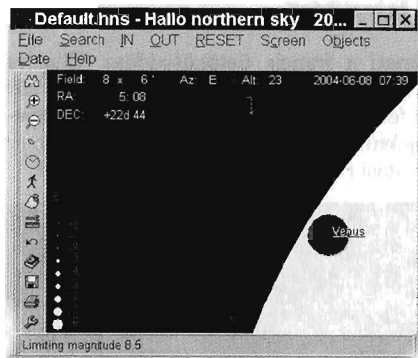 Default.hns - Hallo northern sky 20...
File Search IN OUT RESET Screen Objects
Date Help
Field: 8 x 6 ' Az: E Alt: 23 2004-06-08 07:39
RA: 5: 08
DEC: +22d 44
Venus
Limiting magnitude 8.5